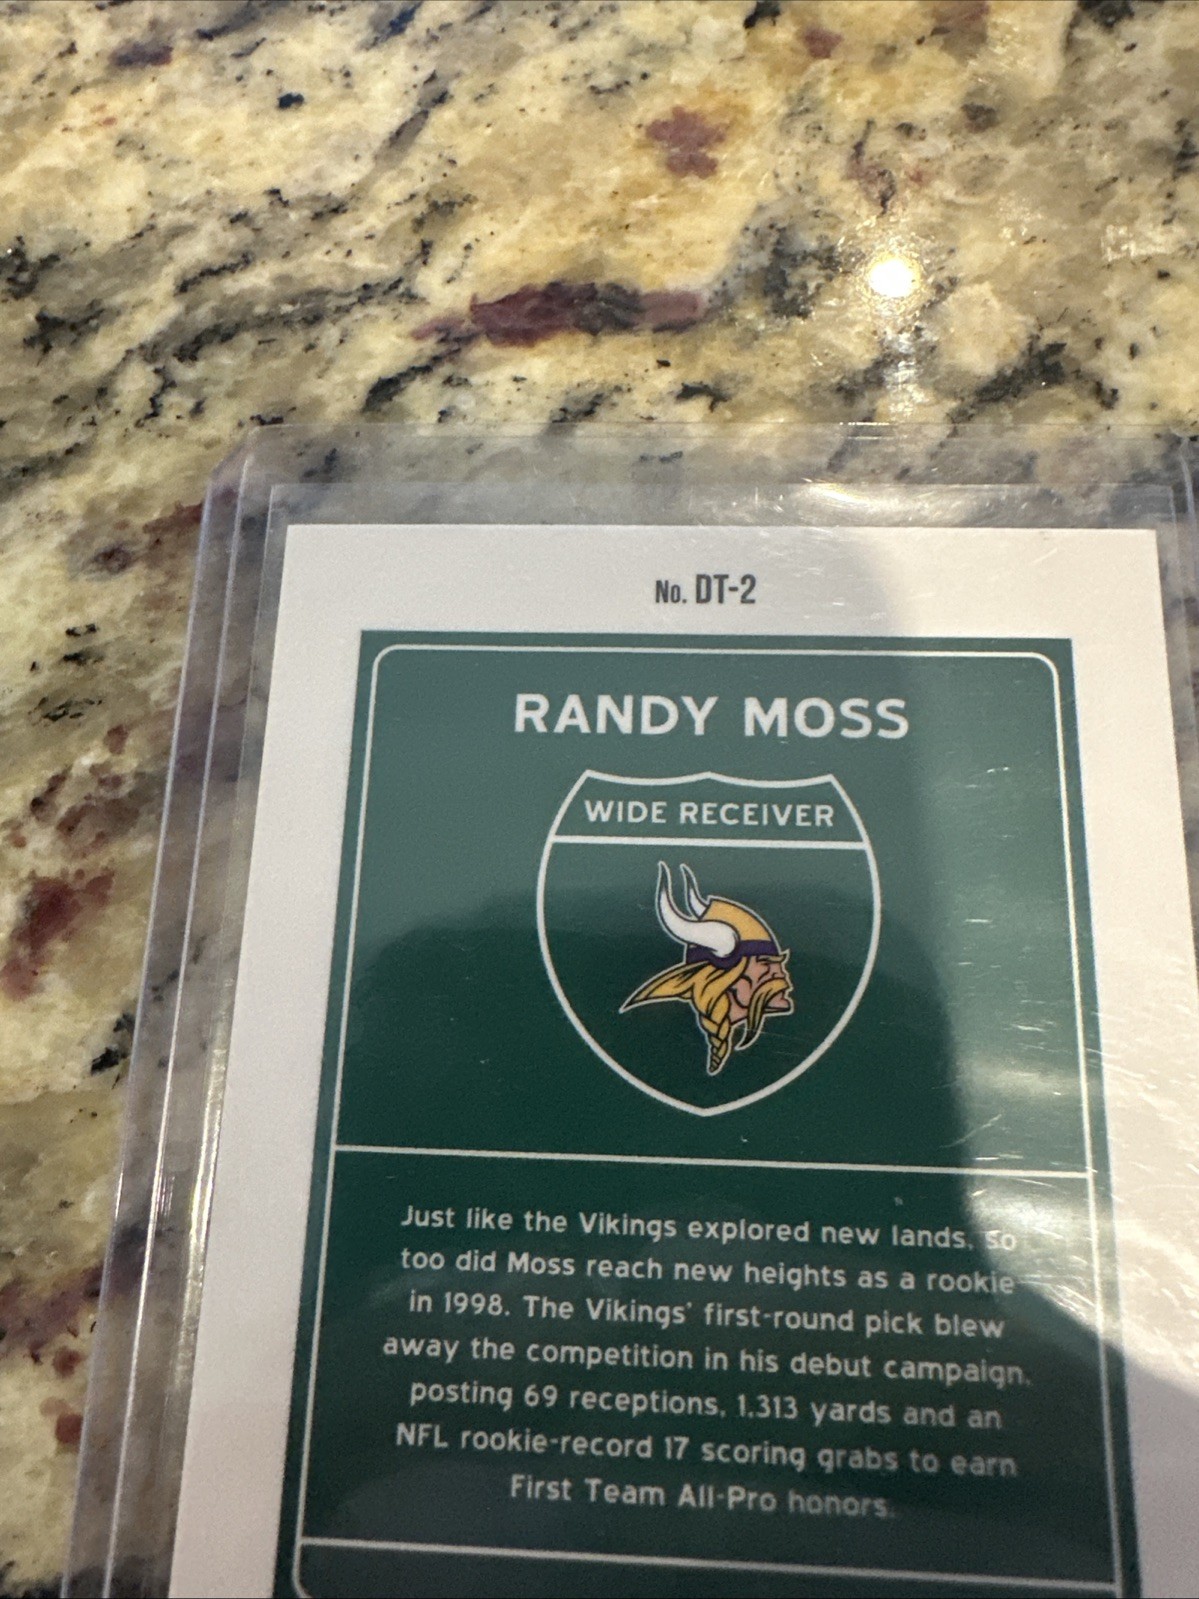 No. DT-2
RANDY MOSS
WIDE RECEIVER
Just like the Vikings explored new lands, so
too did Moss reach new heights as a rookie
in 1998. The Vikings' first-round pick blew
away the competition in his debut campaign,
posting 69 receptions, 1,313 yards and an
NFL rookie-record 17 scoring grabs to earn
First Team All-Pro honors.